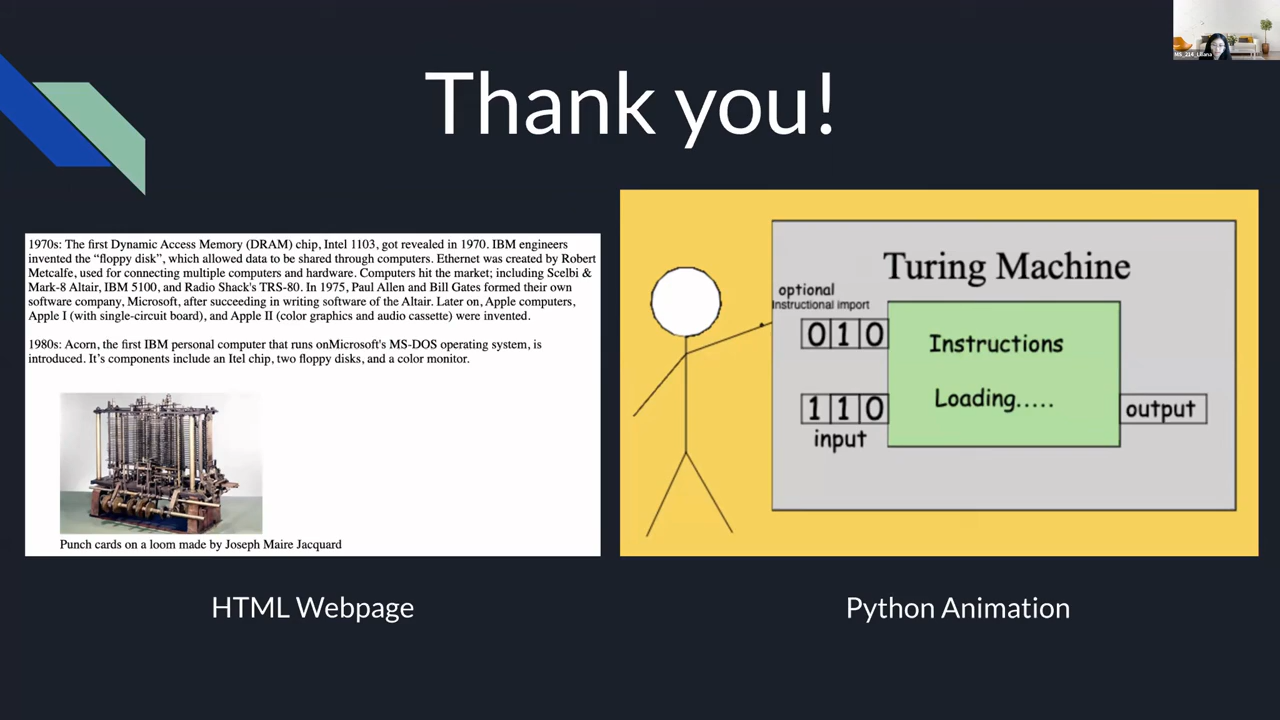 Thank you!
1970s: The first Dynamic Access Memory (DRAM) chip, Intel 1103, got revealed in 1970. IBM engineers
invented the “floppy disk”, which allowed data to be shared through computers. Ethernet was created by Robert
Metcalfe, used for connecting multiple computers and hardware. Computers hit the market; including Scelbi &
Mark-8 Altair, IBM 5100, and Radio Shack's TRS-80. In 1975, Paul Allen and Bill Gates formed their own
software company, Microsoft, after succeeding in writing software of the Altair. Later on, Apple computers,
Apple I (with single-circuit board), and Apple II (color graphics and audio cassette) were invented.
1980s: Acorn, the first IBM personal computer that runs onMicrosoft's MS-DOS operating system, is
introduced. It’s components include an Itel chip, two floppy disks, and a color monitor.
Punch cards on a loom made by Joseph Maire Jacquard
HTML Webpage
Turing Machine
optional
Instructional import
0 1 0
Instructions
Loading.....
1 1 0
input
output
Python Animation